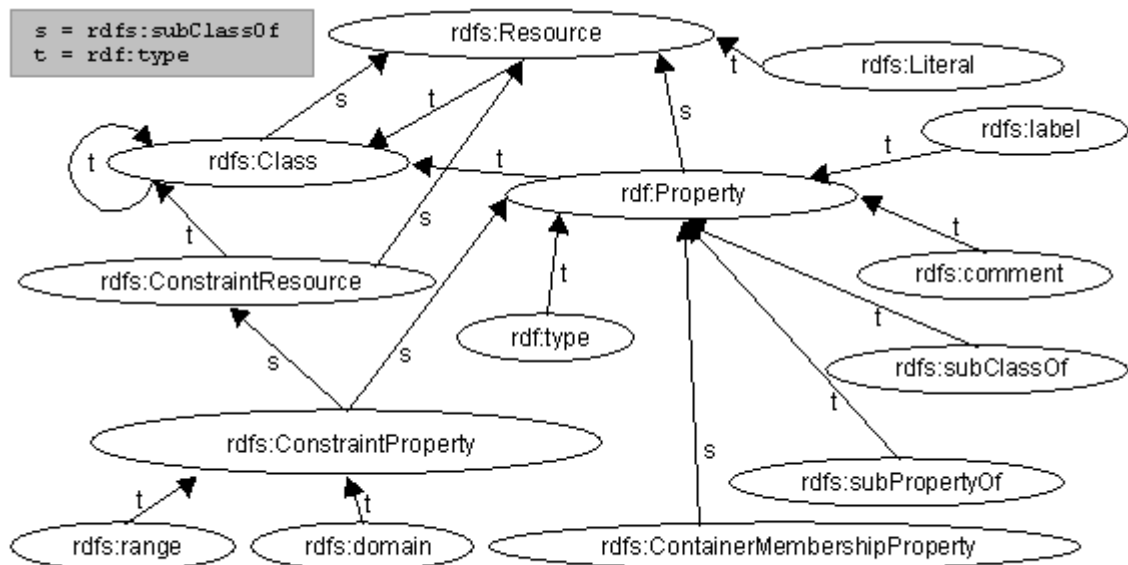 s = rdfs:subClassOf
t = rdf:type
rdfs:Resource
rdfs:Literal
t
s
t
s
rdfs:label
t
t
rdfs:Class
t
rdf:Property
s
t
t
rdfs:ConstraintResource
t
rdfs:comment
rdf:type
t
s
s
rdfs:subClassOf
t
rdfs:ConstraintProperty
s
rdfs:subPropertyOf
t
t
rdfs:range
rdfs:domain
rdfs:ContainerMembershipProperty